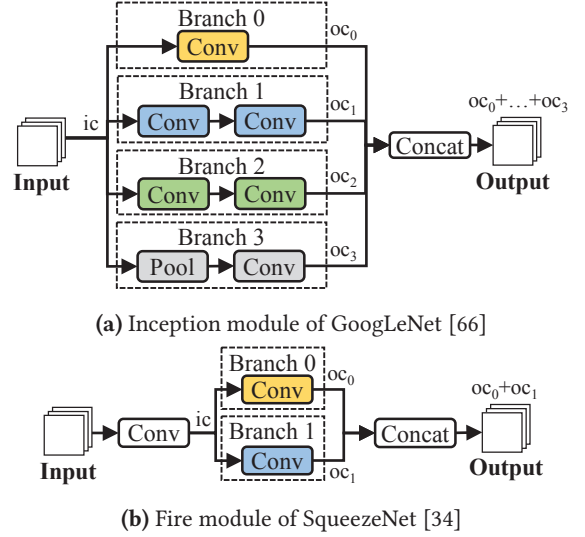 Branch 0
oc₀
Conv
Branch 1
oc₀+…+oc₃
ic
Conv
Conv
oc₁
Concat
Input
Branch 2
Output
Conv
Conv
oc₂
Branch 3
Pool
Conv
oc₃
(a) Inception module of GoogLeNet [66]
Branch 0
oc₀
oc₀+oc₁
Conv
ic
Conv
Branch 1
Concat
Input
Conv
Output
oc₁
(b) Fire module of SqueezeNet [34]